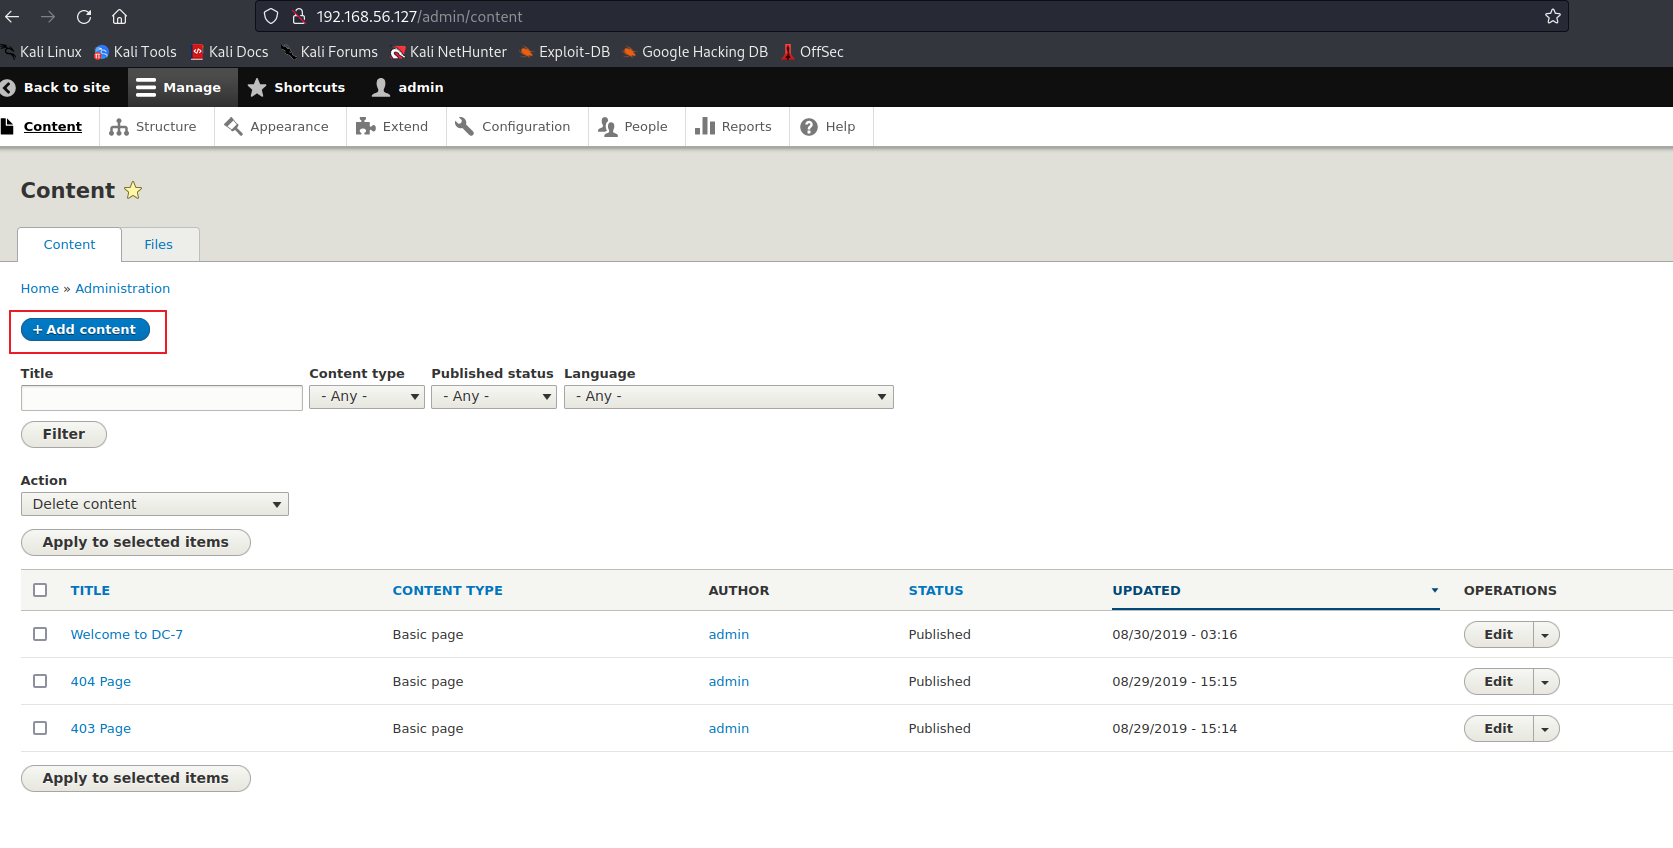 192.168.56.127/admin/content
Kali Linux Kali Tools Kali Docs Kali Forums Kali NetHunter Exploit-DB Google Hacking DB OffSec
Back to site Manage Shortcuts admin
Content Structure Appearance Extend Configuration People Reports Help
Content
Content Files
Home » Administration
+ Add content
Title Content type Published status Language
- Any - - Any - - Any -
Filter
Action
Delete content
Apply to selected items
TITLE CONTENT TYPE AUTHOR STATUS UPDATED OPERATIONS
Welcome to DC-7 Basic page admin Published 08/30/2019 - 03:16 Edit
404 Page Basic page admin Published 08/29/2019 - 15:15 Edit
403 Page Basic page admin Published 08/29/2019 - 15:14 Edit
Apply to selected items